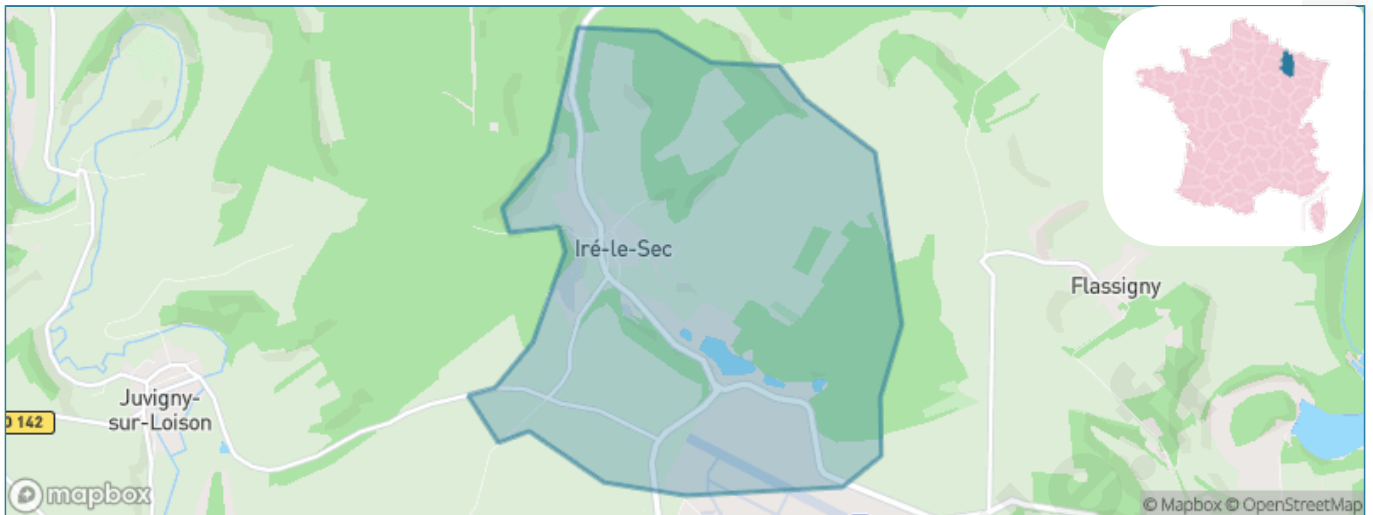 Iré-le-Sec
Flassigny
Juvigny-
sur-Loison
D 142
mapbox
© Mapbox © OpenStreetMap